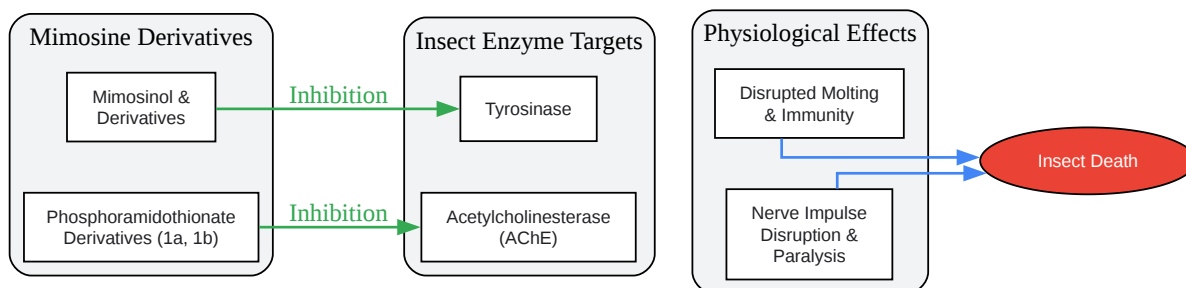 Mimosine Derivatives
Mimosinol &
Derivatives
Phosphoramidothionate
Derivatives (1a, 1b)
Inhibition
Inhibition
Insect Enzyme Targets
Tyrosinase
Acetylcholinesterase
(AChE)
Physiological Effects
Disrupted Molting
& Immunity
Nerve Impulse
Disruption &
Paralysis
Insect Death